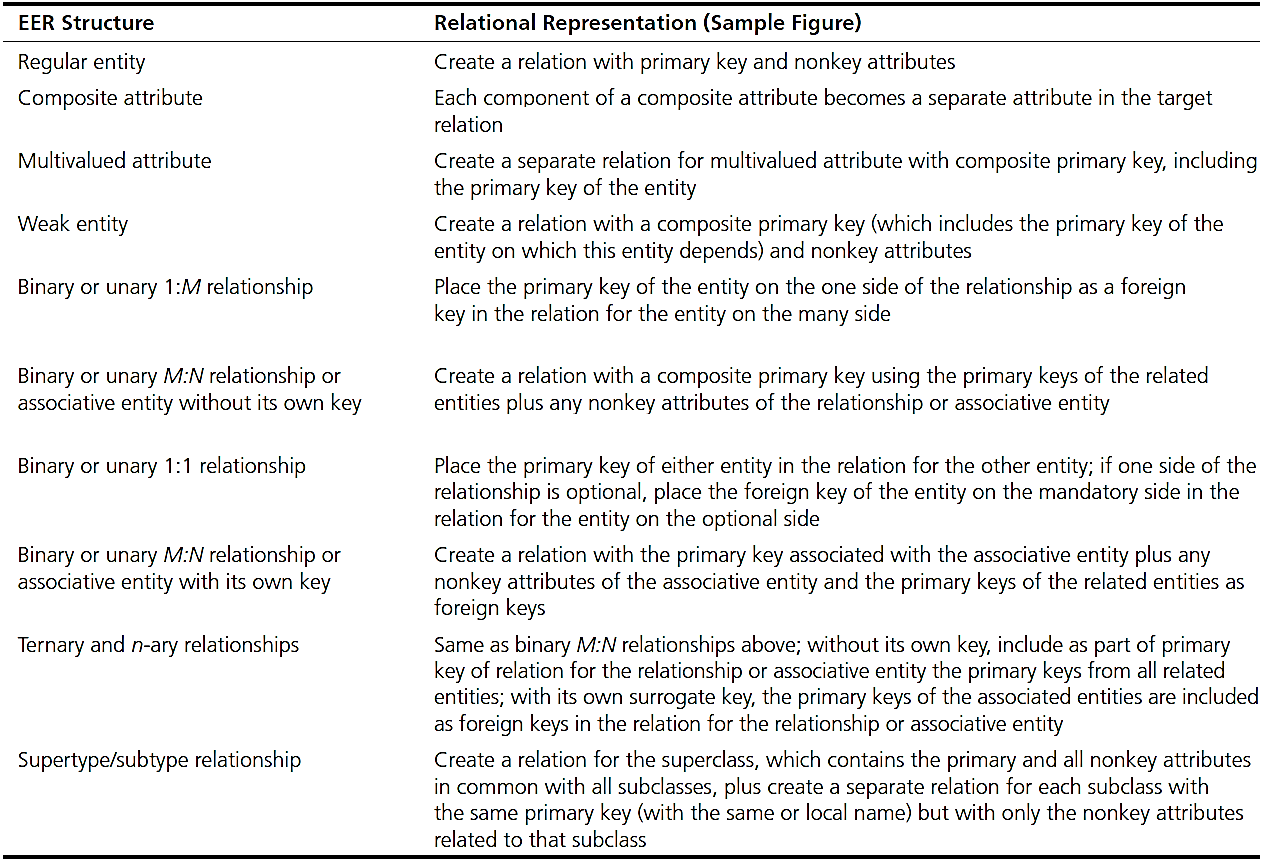 EER Structure
Relational Representation (Sample Figure)
Regular entity
Create a relation with primary key and nonkey attributes
Composite attribute
Each component of a composite attribute becomes a separate attribute in the target
relation
Multivalued attribute
Create a separate relation for multivalued attribute with composite primary key, including
the primary key of the entity
Weak entity
Create a relation with a composite primary key (which includes the primary key of the
entity on which this entity depends) and nonkey attributes
Binary or unary 1:M relationship
Place the primary key of the entity on the one side of the relationship as a foreign
key in the relation for the entity on the many side
Binary or unary M:N relationship or
associative entity without its own key
Create a relation with a composite primary key using the primary keys of the related
entities plus any nonkey attributes of the relationship or associative entity
Binary or unary 1:1 relationship
Place the primary key of either entity in the relation for the other entity; if one side of the
relationship is optional, place the foreign key of the entity on the mandatory side in the
relation for the entity on the optional side
Binary or unary M:N relationship or
associative entity with its own key
Create a relation with the primary key associated with the associative entity plus any
nonkey attributes of the associative entity and the primary keys of the related entities as
foreign keys
Ternary and n-ary relationships
Same as binary M:N relationships above; without its own key, include as part of primary
key of relation for the relationship or associative entity the primary keys from all related
entities; with its own surrogate key, the primary keys of the associated entities are included
as foreign keys in the relation for the relationship or associative entity
Supertype/subtype relationship
Create a relation for the superclass, which contains the primary and all nonkey attributes
in common with all subclasses, plus create a separate relation for each subclass with
the same primary key (with the same or local name) but with only the nonkey attributes
related to that subclass